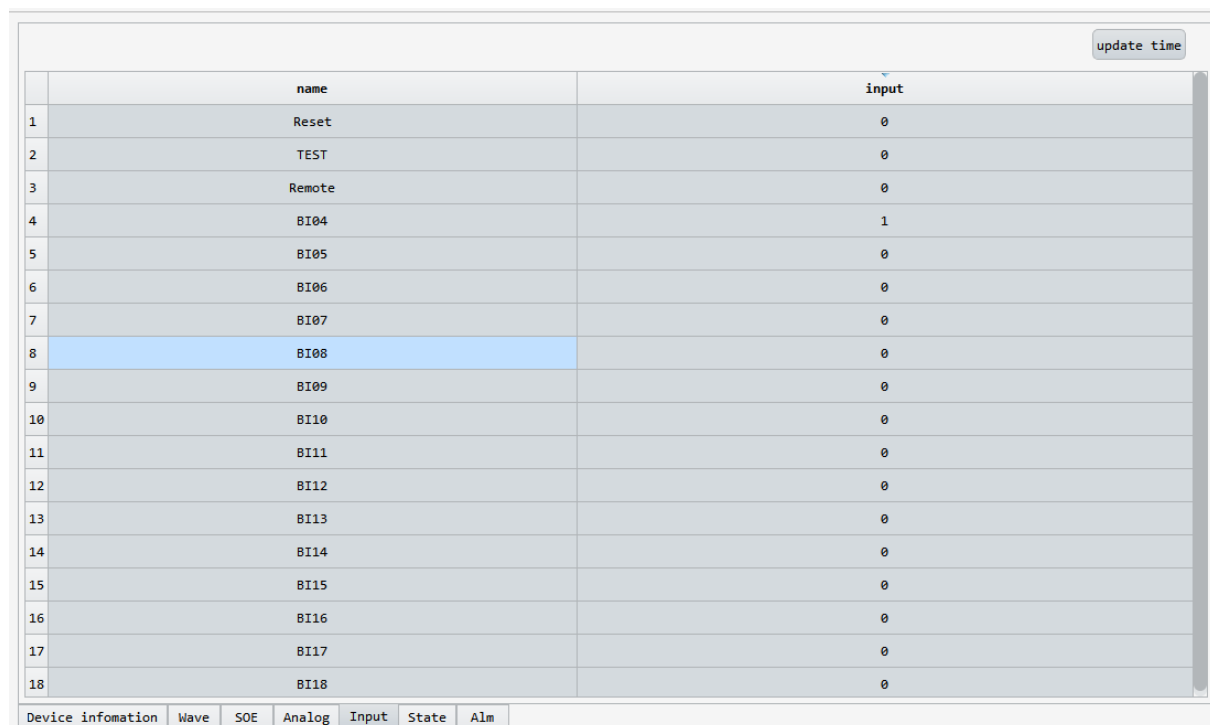 update time
name input
1 Reset 0
2 TEST 0
3 Remote 0
4 BI04 1
5 BI05 0
6 BI06 0
7 BI07 0
8 BI08 0
9 BI09 0
10 BI10 0
11 BI11 0
12 BI12 0
13 BI13 0
14 BI14 0
15 BI15 0
16 BI16 0
17 BI17 0
18 BI18 0
Device infomation Wave SOE Analog Input State Alm